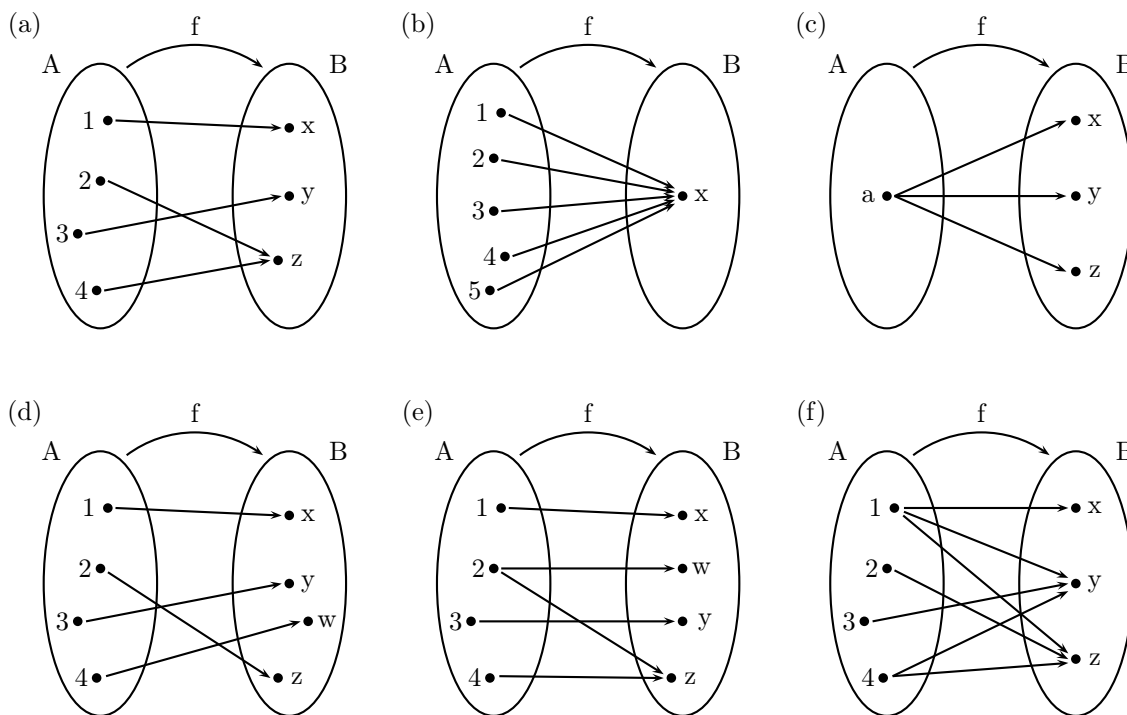 (a) f (b) f (c) f
A B A B A B
1 x 1 x
2 2
3 y 3 x a y
4 z 4 z
5
(d) f (e) f (f) f
A B A B A B
1 x 1 x 1 x
2 y 2 w 2 y
3 w 3 y 3
4 z 4 z 4 z